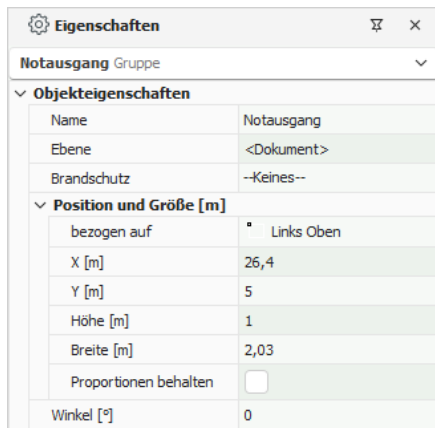 Eigenschaften
Notausgang Gruppe
Objekteigenschaften
Name Notausgang
Ebene <Dokument>
Brandschutz --Keines--
Position und Größe [m]
bezogen auf Links Oben
X [m] 26,4
Y [m] 5
Höhe [m] 1
Breite [m] 2,03
Proportionen behalten
Winkel [°] 0